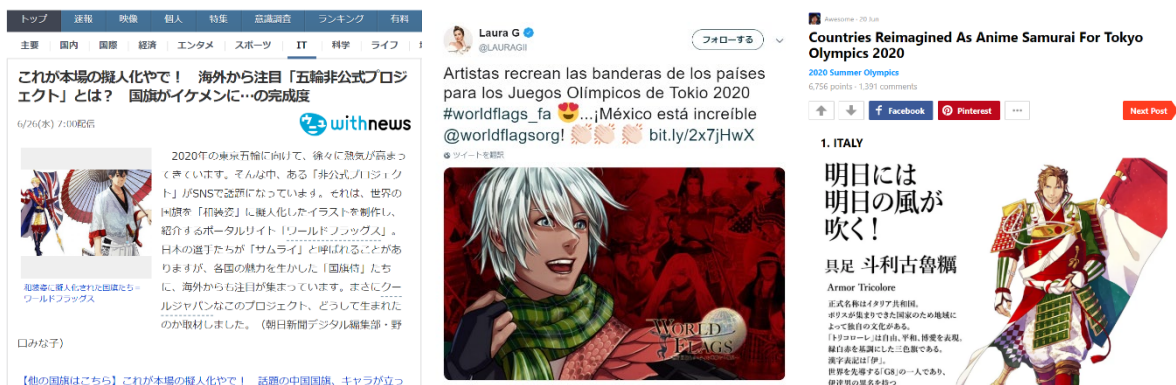 トップ 速報 映像 個人 特集 意識調査 ランキング 有料
主要 国内 国際 経済 エンタメ スポーツ IT 科学 ライフ
これが本場の擬人化やで！ 海外から注目「五輪非公式プロジ
ェクト」とは？ 国旗がイケメンに…の完成度
6/26(水) 7:00配信
withnews
2020年の東京五輪に向けて、徐々に熱気が高まっ
てきています。そんな中、ある「非公式プロジェク
ト」がSNSで話題になっています。それは、世界の
国旗を「和装姿」に擬人化したイラストを制作し、
紹介するポータルサイト「ワールドフラッグス」。
日本の選手たちが「サムライ」と呼ばれることがあ
りますが、各国の魅力を生かした「国旗侍」たち
に、海外からも注目が集まっています。まさにクー
ルジャパンなこのプロジェクト、どうして生まれた
のか取材しました。（朝日新聞デジタル編集部・野
口みな子）
和装姿に擬人化された国旗たち＝
ワールドフラッグス
【他の国旗はこちら】これが本場の擬人化やで！ 話題の中国国旗、キャラが立っ
Laura G
@LAURAGII
フォローする
Artistas recrean las banderas de los países
para los Juegos Olímpicos de Tokio 2020
#worldflags_fa 😍...¡México está increíble
@worldflagsorg! 👏🏻👏🏻 👏🏻 bit.ly/2x7jHwX
ツイートを翻訳
WORLD
FLAGS
Awesome · 20 Jun
Countries Reimagined As Anime Samurai For Tokyo
Olympics 2020
2020 Summer Olympics
6,756 points · 1,391 comments
Facebook Pinterest ... Next Post
1. ITALY
明日には
明日の風が
吹く！
具足 斗利古魯糲
Armor Tricolore
正式名称はイタリア共和国。
ポリスが集まりできた国家のため地域に
よって独自の文化がある。
「トリコローレ」は自由、平和、博愛を表現。
緑白赤を基調にした三色旗である。
漢字表記は「伊」。
世界を先導する「G8」の一人であり、
伊達男の異名を持つ